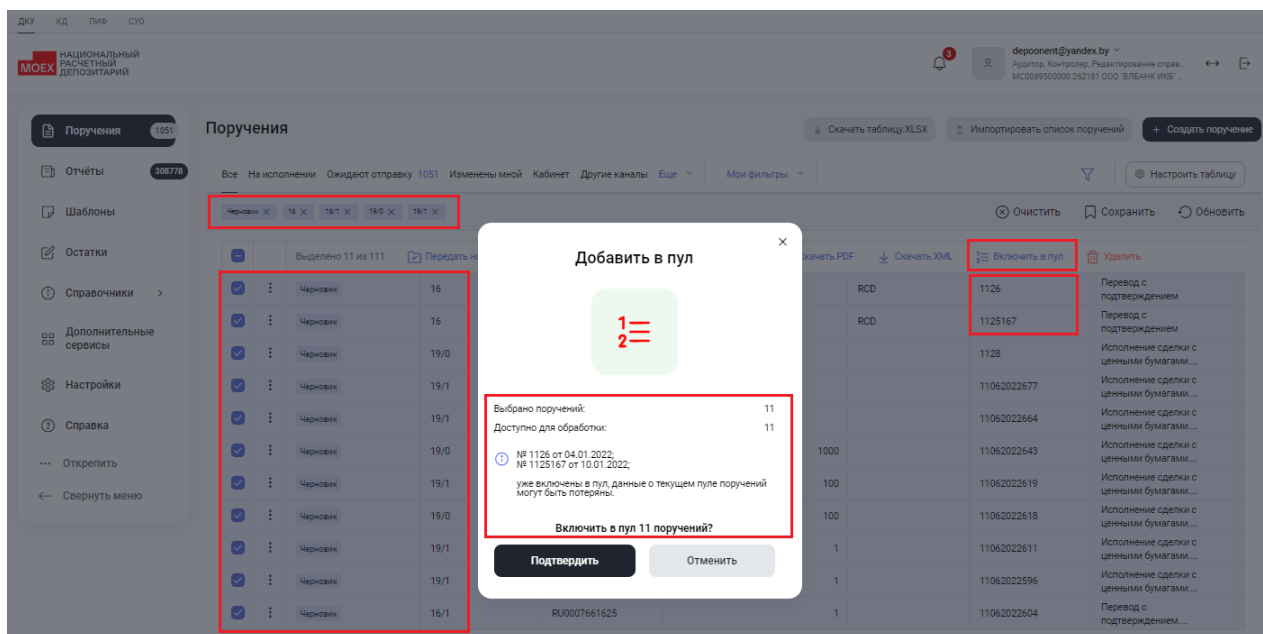 ДКУ КД ПИФ СУО
MOEX НАЦИОНАЛЬНЫЙ РАСЧЕТНЫЙ ДЕПОЗИТАРИЙ
3
depoonent@yandex.by
Аудитор, Контролер, Редактирование справ...
MC0089500000 262181 ООО 'ВЛБАНК ИКБ' ...
Поручения 1051
Отчёты 308778
Шаблоны
Остатки
Справочники >
Дополнительные
сервисы
Настройки
Справка
Открепить
Свернуть меню
Поручения
Скачать таблицу.XLSX Импортировать список поручений + Создать поручение
Все На исполнении Ожидают отправку 1051 Изменены мной Кабинет Другие каналы Еще Мои фильтры Настроить таблицу
Черновик × 16 × 16/1 × 19/0 × 19/1 × Очистить Сохранить Обновить
Выделено 11 из 111 Передать Скачать.XML Включить в пул Удалить
Черновик 16 RCD 1126 Перевод с
подтверждением
Черновик 16 RCD 1125167 Перевод с
подтверждением
Черновик 19/0 1128 Исполнение сделки с
ценными бумагами....
Черновик 19/1 11062022677 Исполнение сделки с
ценными бумагами....
Черновик 19/1 11062022664 Исполнение сделки с
ценными бумагами....
Черновик 19/0 1000 11062022643 Исполнение сделки с
ценными бумагами....
Черновик 19/1 100 11062022619 Исполнение сделки с
ценными бумагами....
Черновик 19/0 100 11062022618 Исполнение сделки с
ценными бумагами....
Черновик 19/1 1 11062022611 Исполнение сделки с
ценными бумагами....
Черновик 19/1 1 11062022596 Исполнение сделки с
ценными бумагами....
Черновик 16/1 RU0007661625 1 11062022604 Перевод с
подтверждением....
Добавить в пул
1
2
Выбрано поручений: 11
Доступно для обработки: 11
№ 1126 от 04.01.2022;
№ 1125167 от 10.01.2022;
уже включены в пул, данные о текущем пуле поручений
могут быть потеряны.
Включить в пул 11 поручений?
Подтвердить Отменить